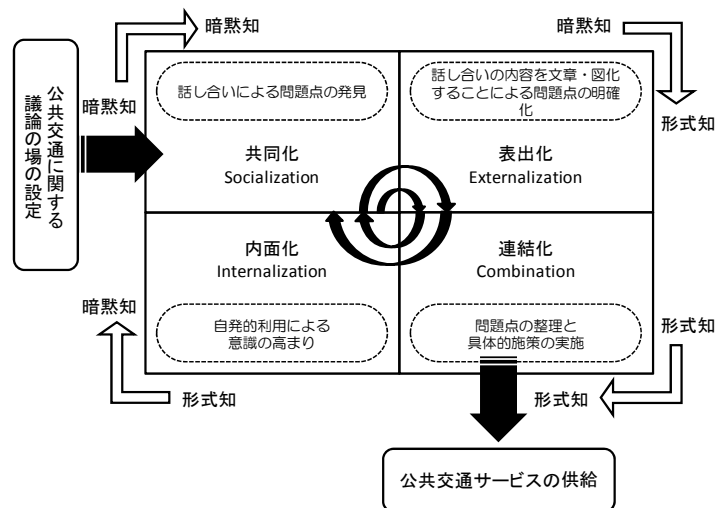 公共交通に関する
議論の場の設定
暗黙知
暗黙知
暗黙知
形式知
話し合いによる問題点の発見
共同化
Socialization
話し合いの内容を文章・図化
することによる問題点の明確
化
表出化
Externalization
内面化
Internalization
自発的利用による
意識の高まり
連結化
Combination
問題点の整理と
具体的施策の実施
暗黙知
形式知
形式知
形式知
公共交通サービスの供給